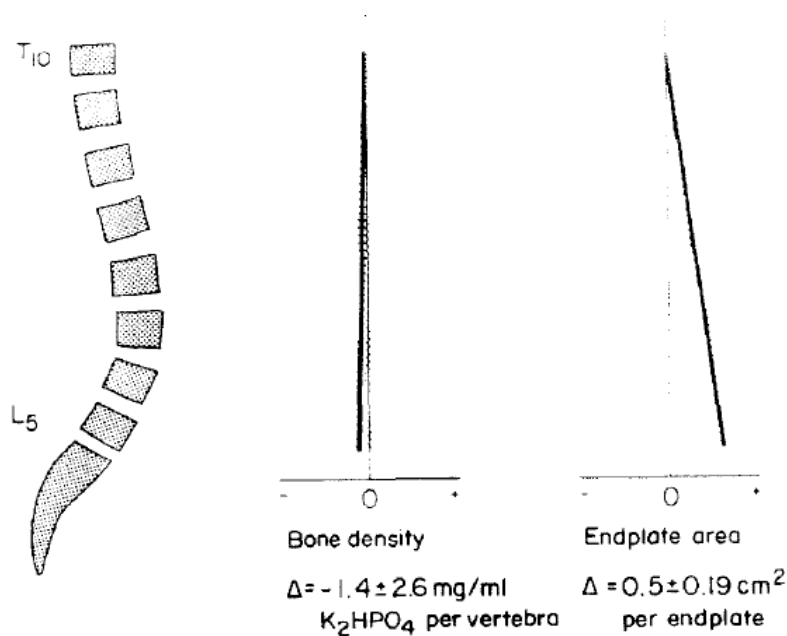 T10
L5
- 0 +
- 0 +
Bone density
Δ = -1.4 ± 2.6 mg/ml
K2HPO4 per vertebra
Endplate area
Δ = 0.5 ± 0.19 cm2
per endplate